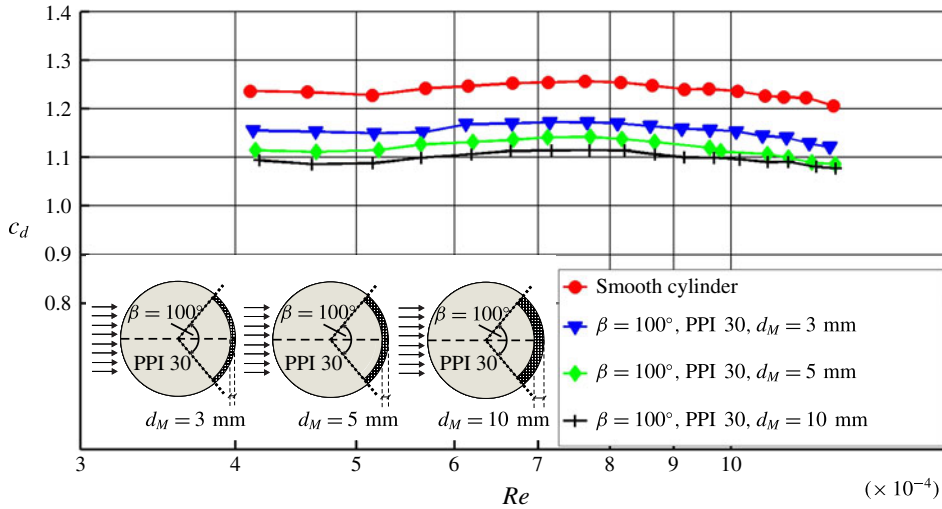 1.4
1.3
1.2
1.1
1.0
0.9
0.8
c_d
β = 100°
PPI 30
d_M = 3 mm
β = 100°
PPI 30
d_M = 5 mm
β = 100°
PPI 30
d_M = 10 mm
Smooth cylinder
β = 100°, PPI 30, d_M = 3 mm
β = 100°, PPI 30, d_M = 5 mm
β = 100°, PPI 30, d_M = 10 mm
3 4 5 6 7 8 9 10
Re
(× 10⁻⁴)